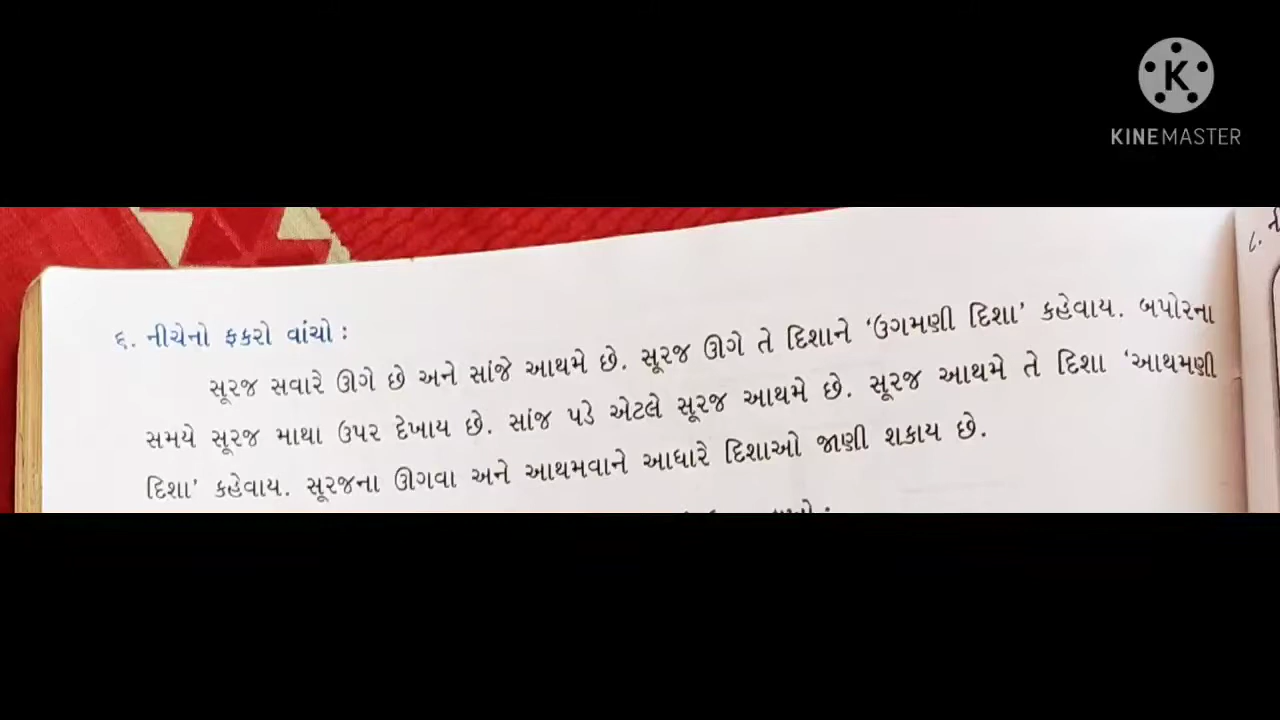 KINEMASTER
૬. નીચેનો ફકરો વાંચો :
સૂરજ સવારે ઊગે છે અને સાંજે આથમે છે. સૂરજ ઊગે તે દિશાને ‘ઉગમણી દિશા’ કહેવાય. બપોરના
સમયે સૂરજ માથા ઉપર દેખાય છે. સાંજ પડે એટલે સૂરજ આથમે છે. સૂરજ આથમે તે દિશા ‘આથમણી
દિશા’ કહેવાય. સૂરજના ઊગવા અને આથમવાને આધારે દિશાઓ જાણી શકાય છે.
૮.